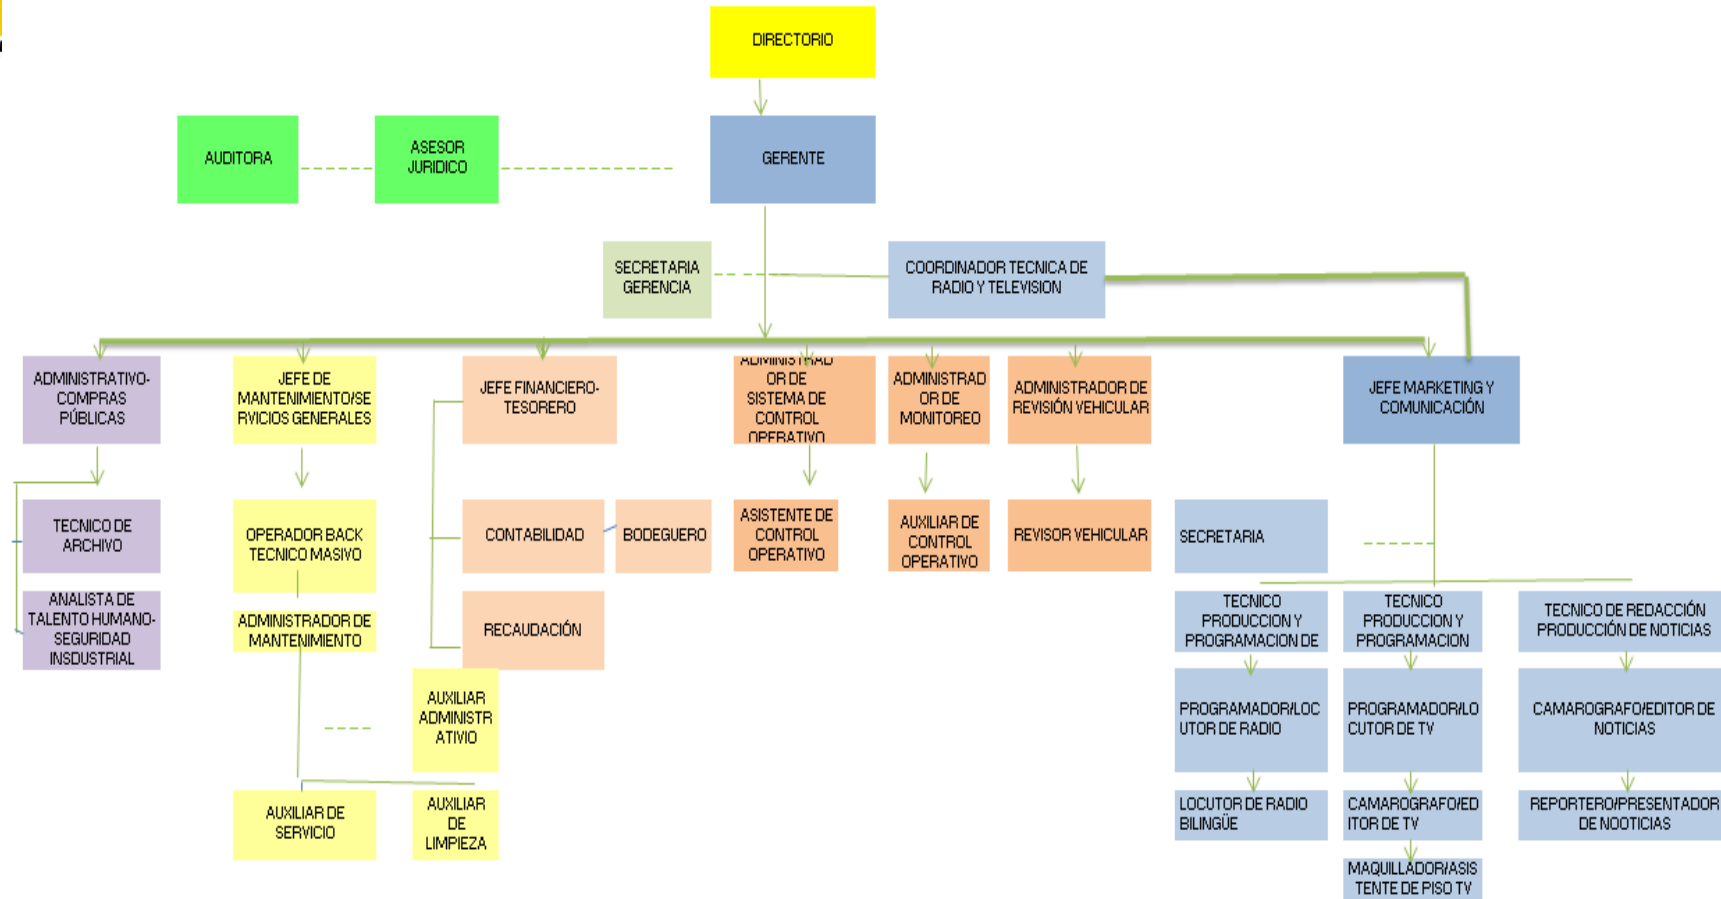 DIRECTORIO
AUDITORA
ASESOR
JURIDICO
GERENTE
SECRETARIA
GERENCIA
COORDINADOR TECNICA DE
RADIO Y TELEVISION
ADMINISTRATIVO-
COMPRAS
PÚBLICAS
JEFE DE
MANTENIMIENTO/SE
RVICIOS GENERALES
JEFE FINANCIERO-
TESORERO
ADMINISTRAD
OR DE
SISTEMA DE
CONTROL
OPERATIVO
ADMINISTRAD
OR DE
MONITOREO
ADMINISTRADOR DE
REVISIÓN VEHICULAR
JEFE MARKETING Y
COMUNICACIÓN
TECNICO DE
ARCHIVO
OPERADOR BACK
TECNICO MASIVO
CONTABILIDAD
BODEGUERO
ASISTENTE DE
CONTROL
OPERATIVO
AUXILIAR DE
CONTROL
OPERATIVO
REVISOR VEHICULAR
SECRETARIA
ANALISTA DE
TALENTO HUMANO-
SEGURIDAD
INSDUSTRIAL
ADMINISTRADOR DE
MANTENIMIENTO
RECAUDACIÓN
TECNICO
PRODUCCION Y
PROGRAMACION DE
TECNICO
PRODUCCION Y
PROGRAMACION
TECNICO DE REDACCIÓN
PRODUCCIÓN DE NOTICIAS
AUXILIAR
ADMINISTR
ATIVIO
PROGRAMADOR/LOC
UTOR DE RADIO
PROGRAMADOR/LO
CUTOR DE TV
CAMAROGRAFO/EDITOR DE
NOTICIAS
AUXILIAR DE
SERVICIO
AUXILIAR
DE
LIMPIEZA
LOCUTOR DE RADIO
BILINGÜE
CAMAROGRAFO/ED
ITOR DE TV
REPORTERO/PRESENTADOR
DE NOOTICIAS
MAQUILLADOR/ASIS
TENTE DE PISO TV